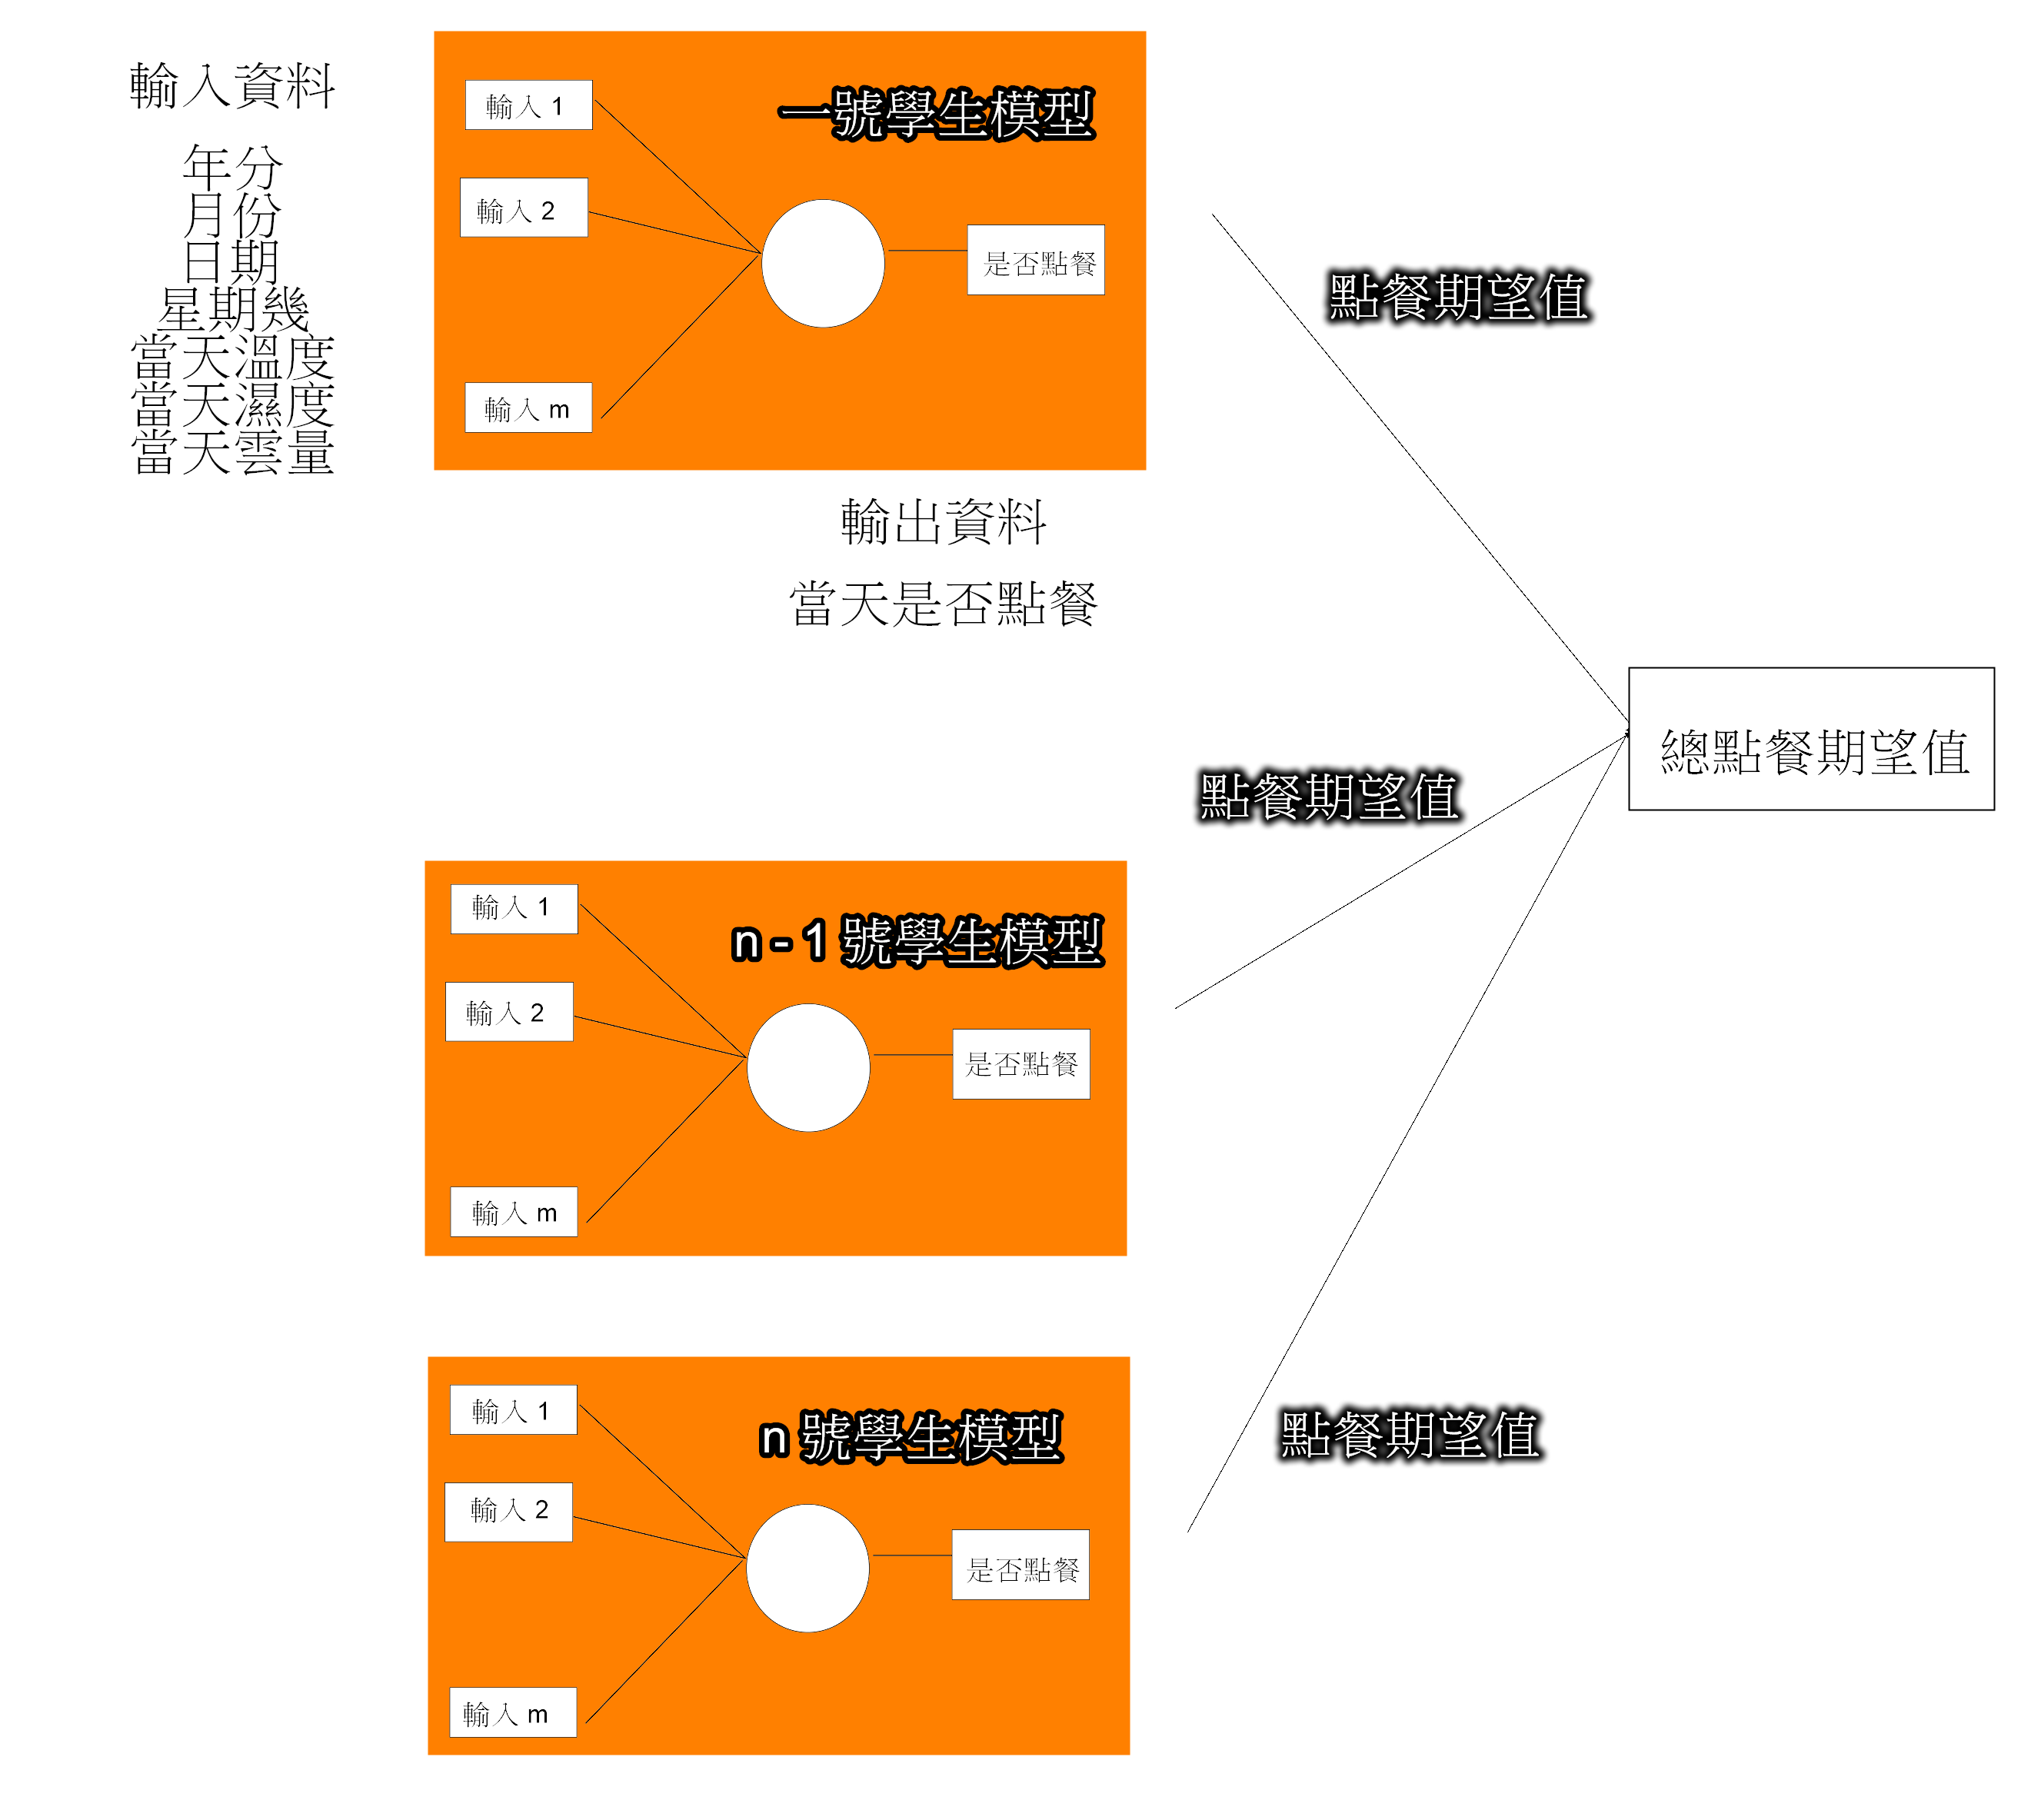 輸入資料
年分
月份
日期
星期幾
當天溫度
當天濕度
當天雲量
一號學生模型
輸入 1
輸入 2
輸入 m
是否點餐
輸出資料
當天是否點餐
點餐期望值
總點餐期望值
點餐期望值
n - 1 號學生模型
輸入 1
輸入 2
輸入 m
是否點餐
n 號學生模型
輸入 1
輸入 2
輸入 m
是否點餐
點餐期望值